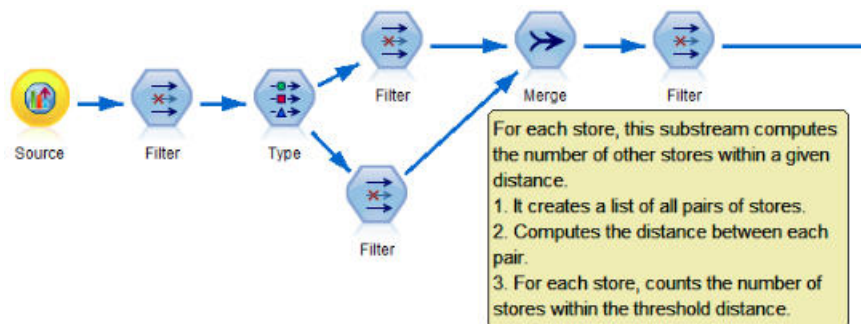 Filter
Merge
Filter
Source
Filter
Type
Filter
For each store, this substream computes
the number of other stores within a given
distance.
1. It creates a list of all pairs of stores.
2. Computes the distance between each
pair.
3. For each store, counts the number of
stores within the threshold distance.